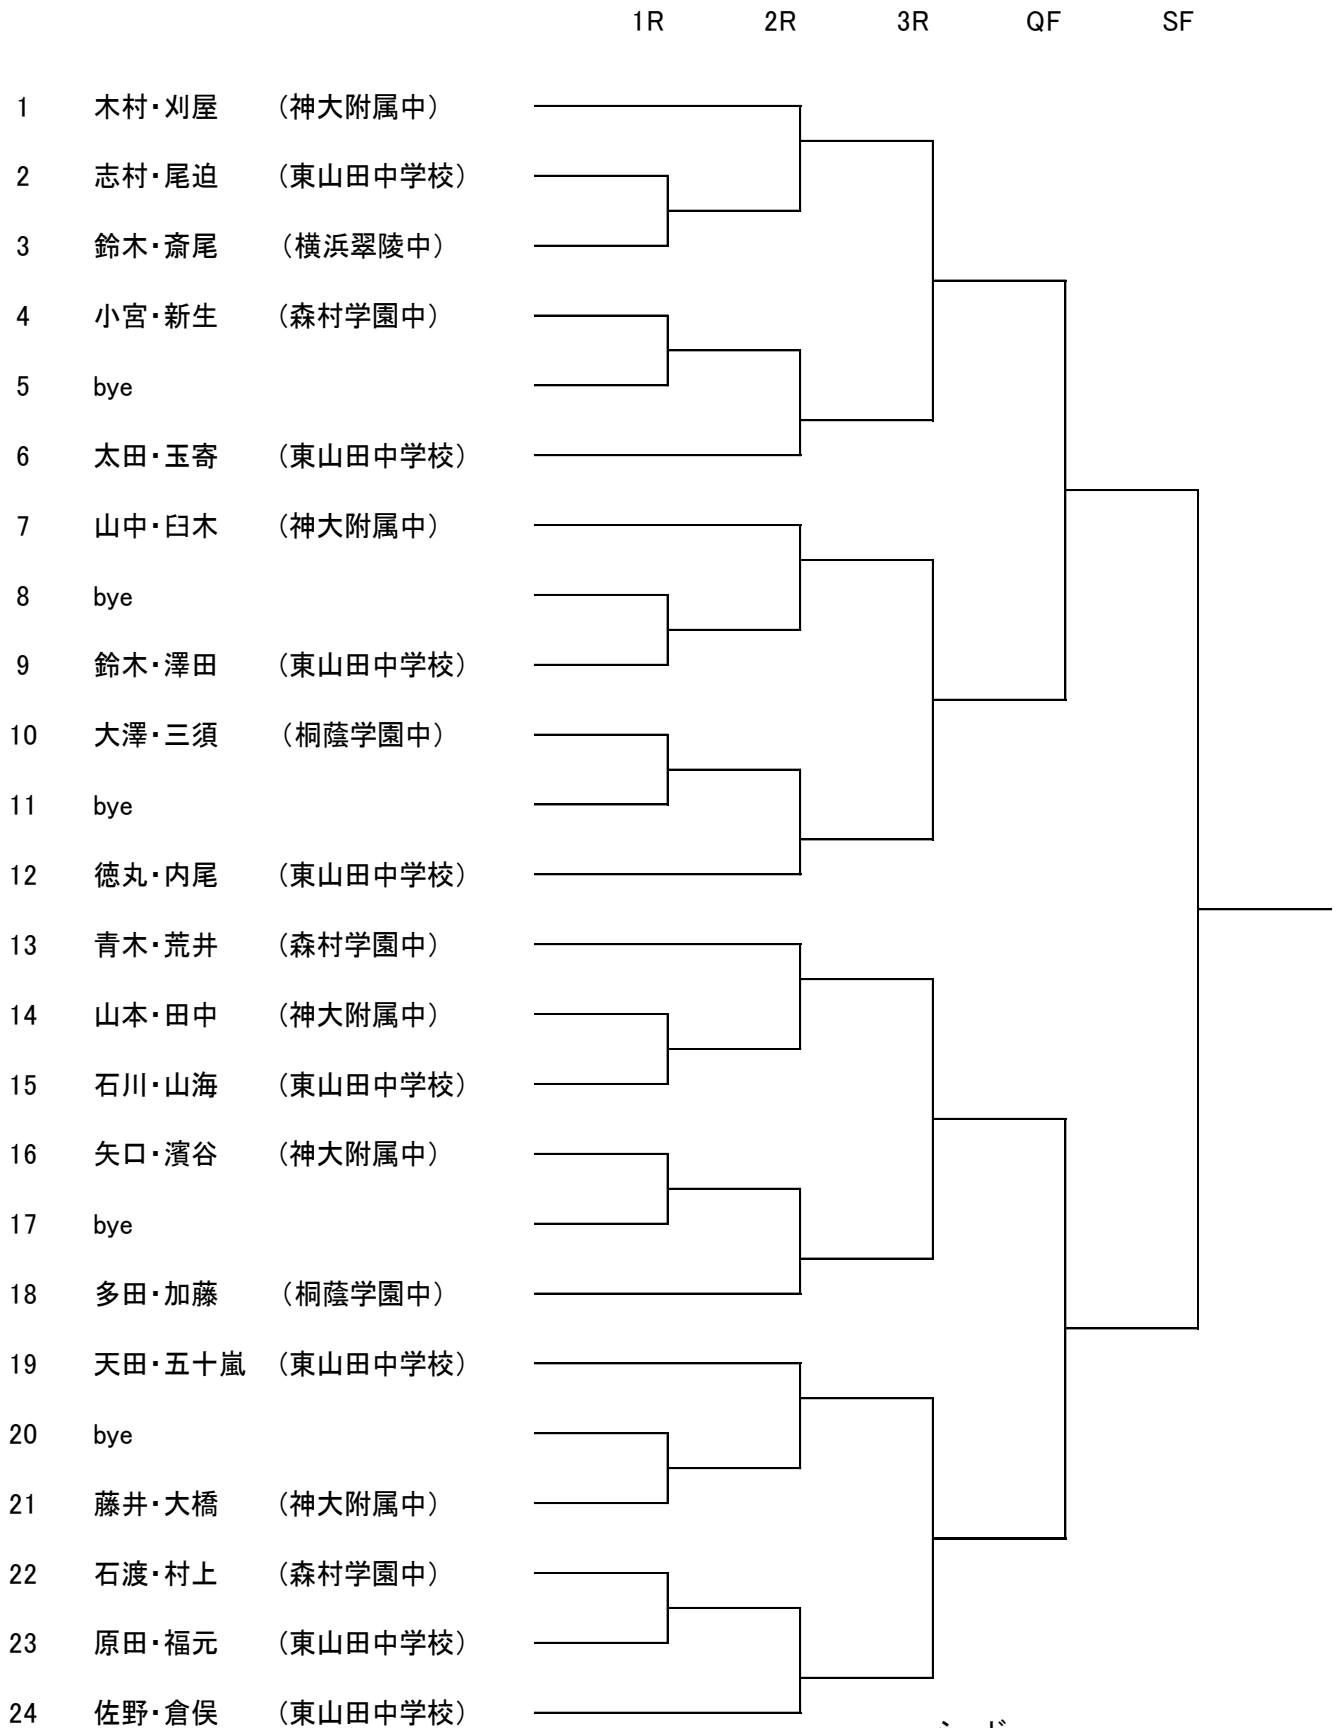 1R 2R 3R QF SF
1 木村・刈屋 (神大附属中)
2 志村・尾迫 (東山田中学校)
3 鈴木・斎尾 (横浜翠陵中)
4 小宮・新生 (森村学園中)
5 bye
6 太田・玉寄 (東山田中学校)
7 山中・臼木 (神大附属中)
8 bye
9 鈴木・澤田 (東山田中学校)
10 大澤・三須 (桐蔭学園中)
11 bye
12 徳丸・内尾 (東山田中学校)
13 青木・荒井 (森村学園中)
14 山本・田中 (神大附属中)
15 石川・山海 (東山田中学校)
16 矢口・濱谷 (神大附属中)
17 bye
18 多田・加藤 (桐蔭学園中)
19 天田・五十嵐 (東山田中学校)
20 bye
21 藤井・大橋 (神大附属中)
22 石渡・村上 (森村学園中)
23 原田・福元 (東山田中学校)
24 佐野・倉俣 (東山田中学校)